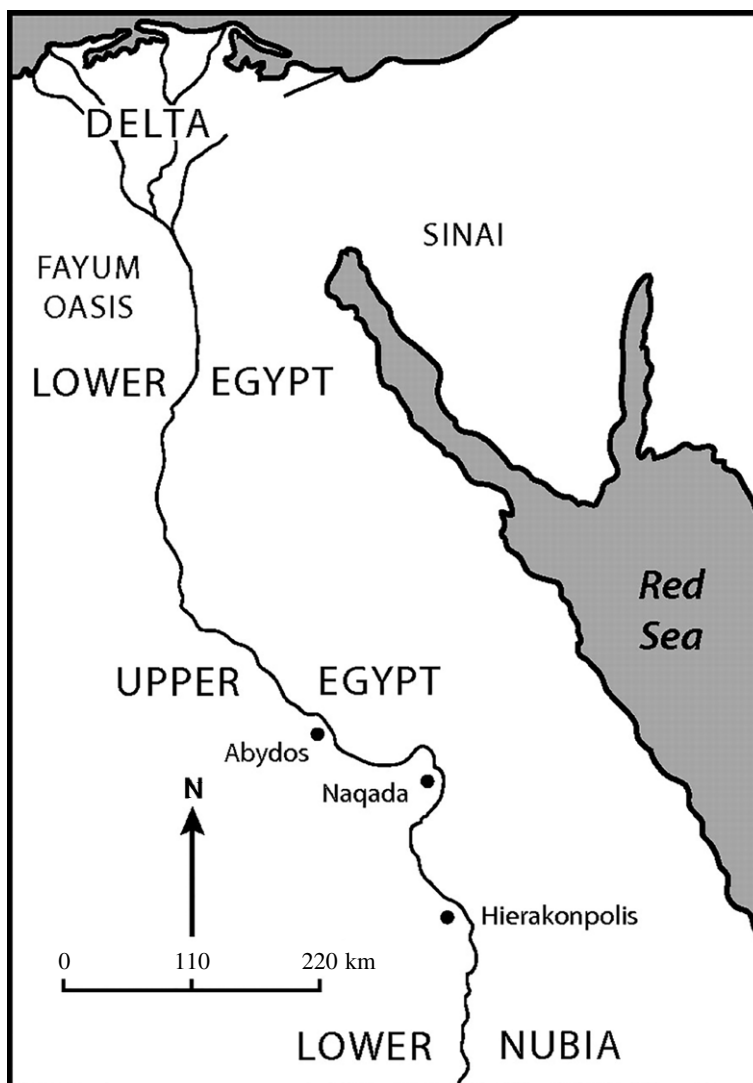 DELTA
SINAI
FAYUM
OASIS
LOWER EGYPT
Red
Sea
UPPER EGYPT
Abydos
Naqada
N
Hierakonpolis
0 110 220 km
LOWER NUBIA